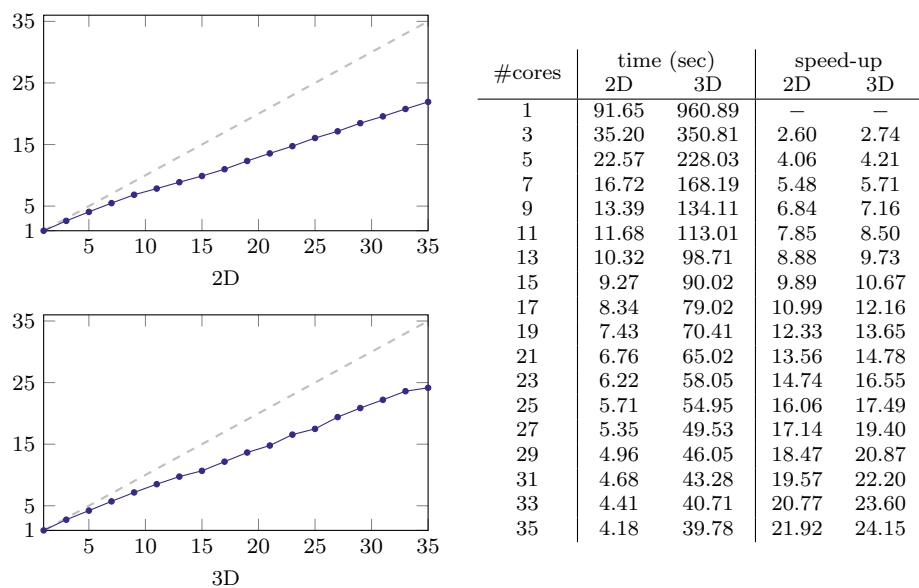 35
25
15
5
1
5 10 15 20 25 30 35
2D
35
25
15
5
1
5 10 15 20 25 30 35
3D
#cores time (sec) speed-up
2D 3D 2D 3D
1 91.65 960.89 – –
3 35.20 350.81 2.60 2.74
5 22.57 228.03 4.06 4.21
7 16.72 168.19 5.48 5.71
9 13.39 134.11 6.84 7.16
11 11.68 113.01 7.85 8.50
13 10.32 98.71 8.88 9.73
15 9.27 90.02 9.89 10.67
17 8.34 79.02 10.99 12.16
19 7.43 70.41 12.33 13.65
21 6.76 65.02 13.56 14.78
23 6.22 58.05 14.74 16.55
25 5.71 54.95 16.06 17.49
27 5.35 49.53 17.14 19.40
29 4.96 46.05 18.47 20.87
31 4.68 43.28 19.57 22.20
33 4.41 40.71 20.77 23.60
35 4.18 39.78 21.92 24.15